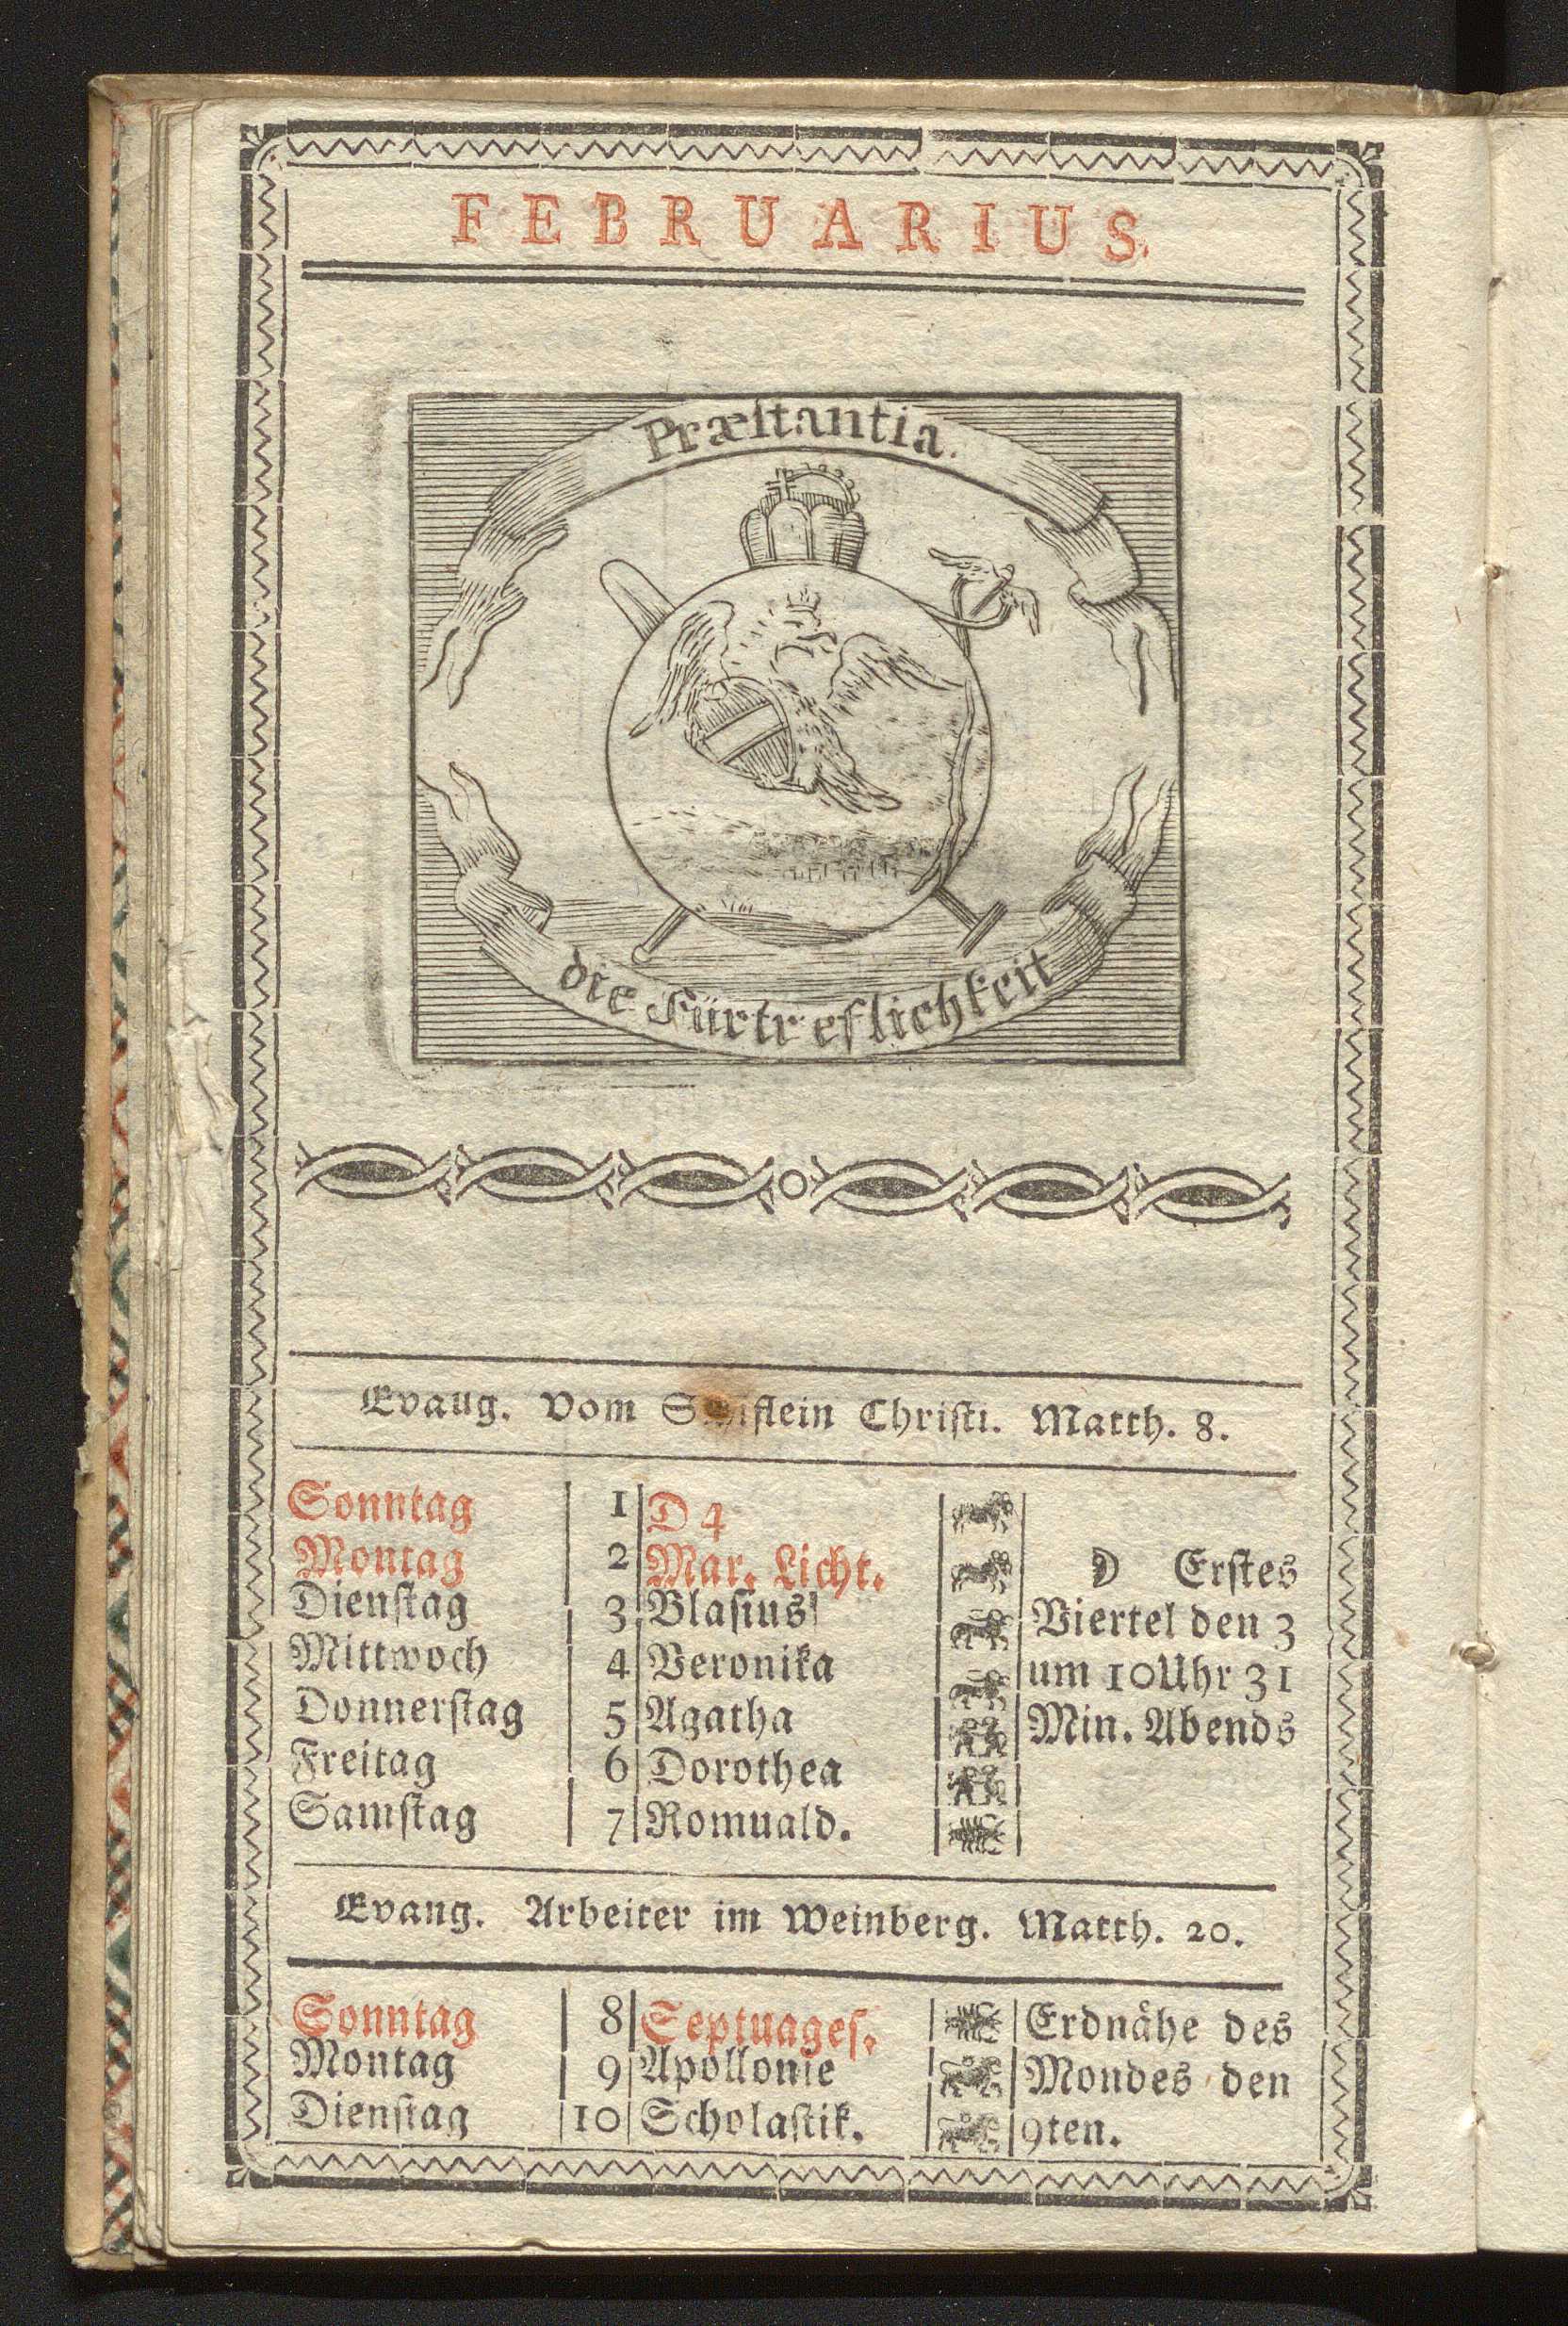 FEBRUARIUS.
Præstantia.
die Fürtreflichkeit
Evaug. vom Schiflein Christi. Matth. 8.
Sonntag 1 D 4
Montag 2 Mar. Licht. ☽ Erstes
Dienstag 3 Blasius Viertel den 3
Mittwoch 4 Veronika um 10 Uhr 31
Donnerstag 5 Agatha Min. Abends
Freitag 6 Dorothea
Samstag 7 Romuald.
Evang. Arbeiter im Weinberg. Matth. 20.
Sonntag 8 Septuages. Erdnähe des
Montag 9 Apollonie Mondes den
Dienstag 10 Scholastik. 9ten.